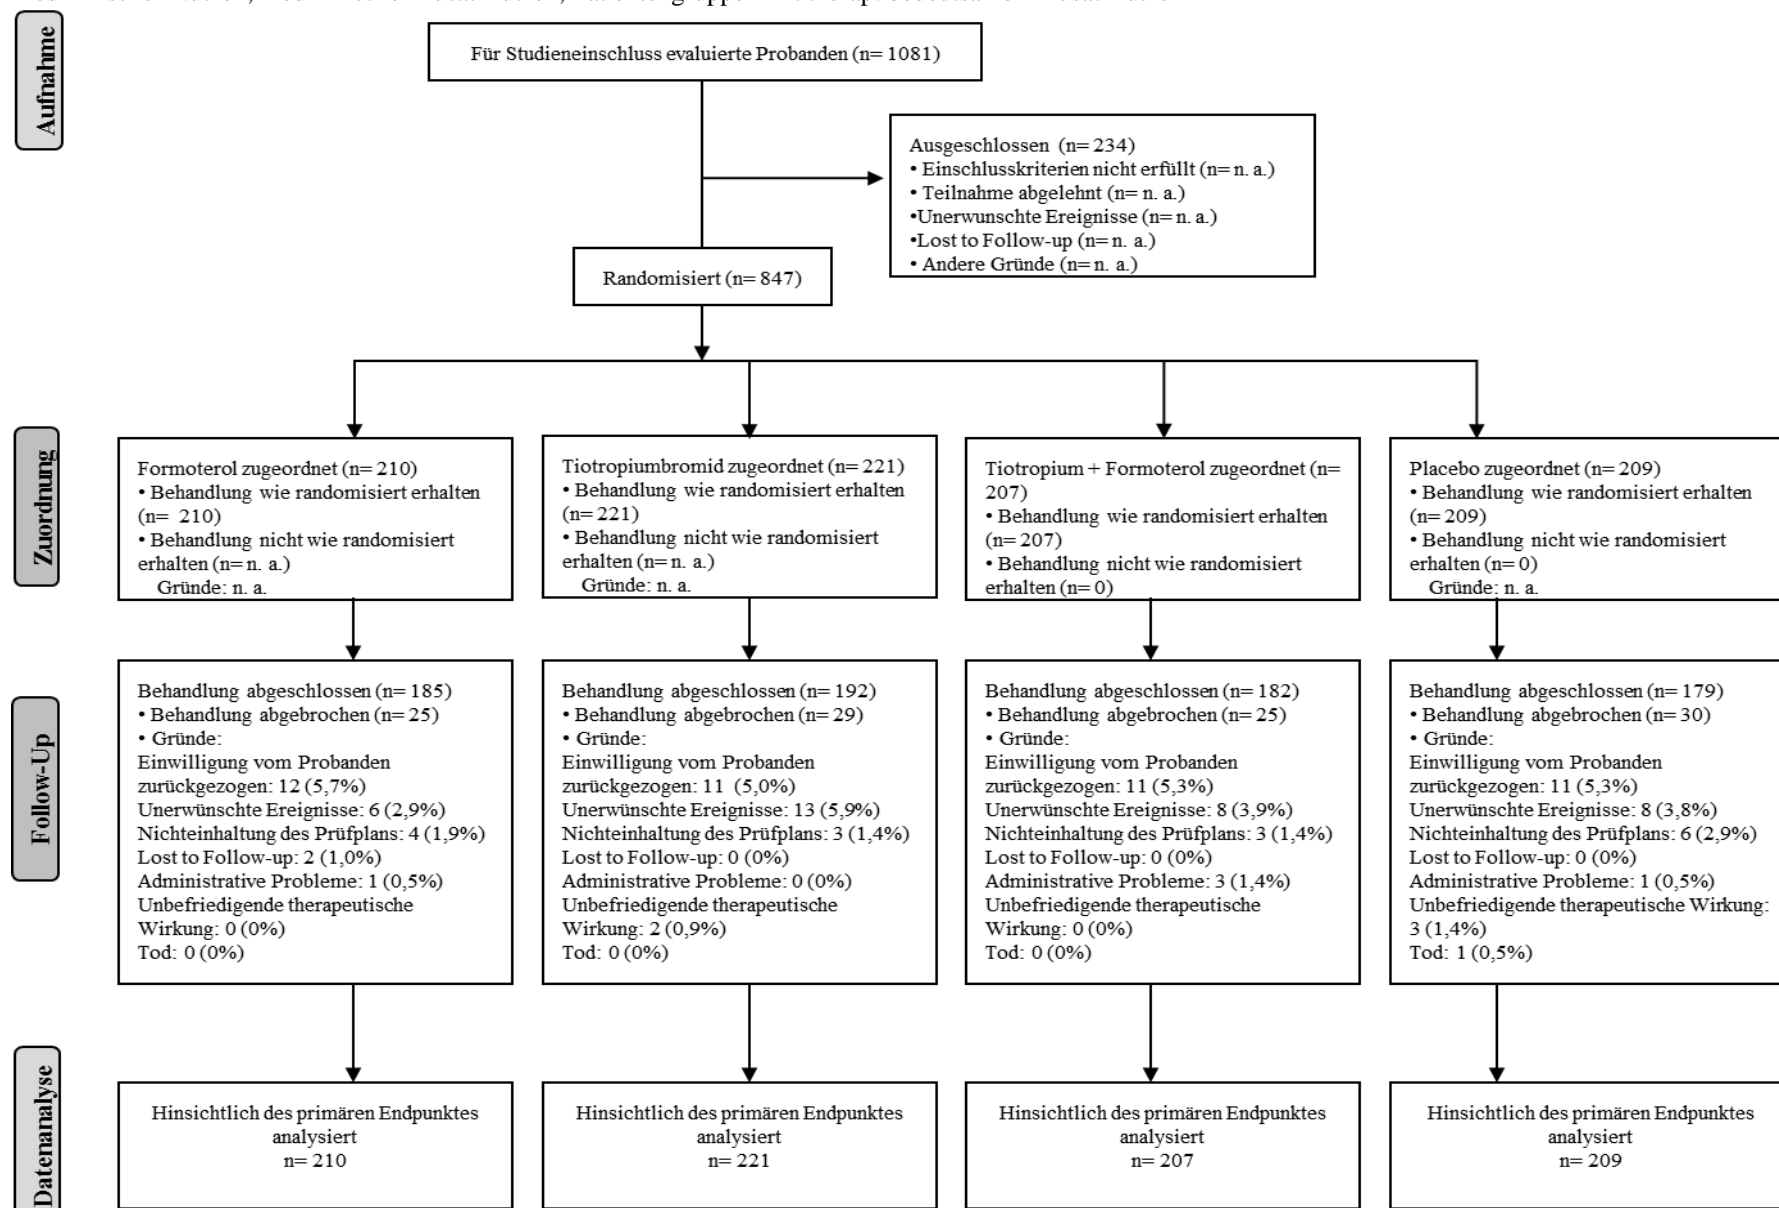 Aufnahme
Für Studieneinschluss evaluierte Probanden (n= 1081)
Ausgeschlossen (n= 234)
• Einschlusskriterien nicht erfüllt (n= n. a.)
• Teilnahme abgelehnt (n= n. a.)
•Unerwunschte Ereignisse (n= n. a.)
•Lost to Follow-up (n= n. a.)
• Andere Gründe (n= n. a.)
Randomisiert (n= 847)
Zuordnung
Formoterol zugeordnet (n= 210)
• Behandlung wie randomisiert erhalten
(n= 210)
• Behandlung nicht wie randomisiert
erhalten (n= n. a.)
Gründe: n. a.
Tiotropiumbromid zugeordnet (n= 221)
• Behandlung wie randomisiert erhalten
(n= 221)
• Behandlung nicht wie randomisiert
erhalten (n= n. a.)
Gründe: n. a.
Tiotropium + Formoterol zugeordnet (n=
207)
• Behandlung wie randomisiert erhalten
(n= 207)
• Behandlung nicht wie randomisiert
erhalten (n= 0)
Placebo zugeordnet (n= 209)
• Behandlung wie randomisiert erhalten
(n= 209)
• Behandlung nicht wie randomisiert
erhalten (n= 0)
Gründe: n. a.
Follow-Up
Behandlung abgeschlossen (n= 185)
• Behandlung abgebrochen (n= 25)
• Gründe:
Einwilligung vom Probanden
zurückgezogen: 12 (5,7%)
Unerwünschte Ereignisse: 6 (2,9%)
Nichteinhaltung des Prüfplans: 4 (1,9%)
Lost to Follow-up: 2 (1,0%)
Administrative Probleme: 1 (0,5%)
Unbefriedigende therapeutische
Wirkung: 0 (0%)
Tod: 0 (0%)
Behandlung abgeschlossen (n= 192)
• Behandlung abgebrochen (n= 29)
• Gründe:
Einwilligung vom Probanden
zurückgezogen: 11 (5,0%)
Unerwünschte Ereignisse: 13 (5,9%)
Nichteinhaltung des Prüfplans: 3 (1,4%)
Lost to Follow-up: 0 (0%)
Administrative Probleme: 0 (0%)
Unbefriedigende therapeutische
Wirkung: 2 (0,9%)
Tod: 0 (0%)
Behandlung abgeschlossen (n= 182)
• Behandlung abgebrochen (n= 25)
• Gründe:
Einwilligung vom Probanden
zurückgezogen: 11 (5,3%)
Unerwünschte Ereignisse: 8 (3,9%)
Nichteinhaltung des Prüfplans: 3 (1,4%)
Lost to Follow-up: 0 (0%)
Administrative Probleme: 3 (1,4%)
Unbefriedigende therapeutische
Wirkung: 0 (0%)
Tod: 0 (0%)
Behandlung abgeschlossen (n= 179)
• Behandlung abgebrochen (n= 30)
• Gründe:
Einwilligung vom Probanden
zurückgezogen: 11 (5,3%)
Unerwünschte Ereignisse: 8 (3,8%)
Nichteinhaltung des Prüfplans: 6 (2,9%)
Lost to Follow-up: 0 (0%)
Administrative Probleme: 1 (0,5%)
Unbefriedigende therapeutische Wirkung:
3 (1,4%)
Tod: 1 (0,5%)
Datenanalyse
Hinsichtlich des primären Endpunktes
analysiert
n= 210
Hinsichtlich des primären Endpunktes
analysiert
n= 221
Hinsichtlich des primären Endpunktes
analysiert
n= 207
Hinsichtlich des primären Endpunktes
analysiert
n= 209